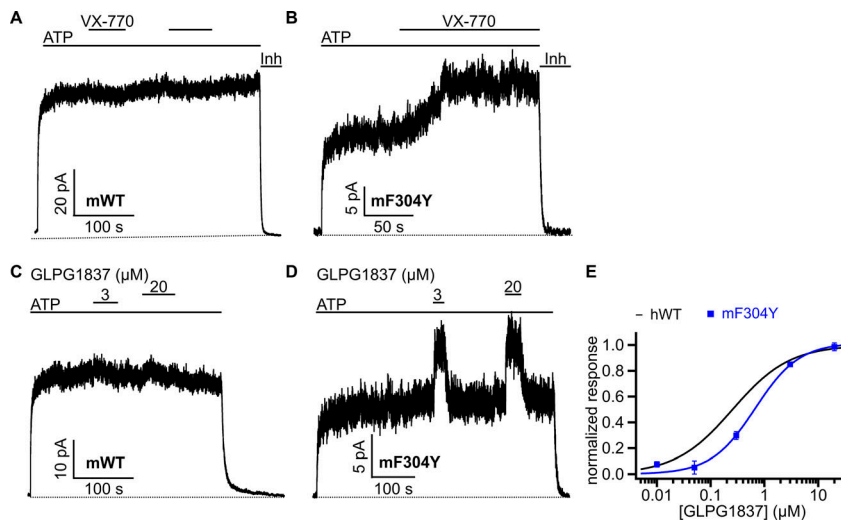 A
VX-770
ATP
Inh
20 pA
mWT
100 s
B
VX-770
ATP
Inh
5 pA
mF304Y
50 s
C
GLPG1837 (μM)
3
20
ATP
10 pA
mWT
100 s
D
GLPG1837 (μM)
3
20
ATP
5 pA
mF304Y
100 s
E
hWT
mF304Y
normalized response
1.0
0.8
0.6
0.4
0.2
0.0
0.01
0.1
1
10
[GLPG1837] (μM)